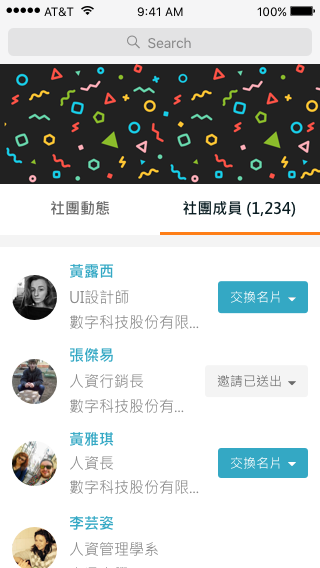 AT&T 9:41 AM 100%
Search
社團動態 社團成員 (1,234)
黃露西
UI設計師
數字科技股份有限...
交換名片
張傑易
人資行銷長
數字科技股份有...
邀請已送出
黃雅琪
人資長
數字科技股份有限...
交換名片
李芸姿
人資管理學系